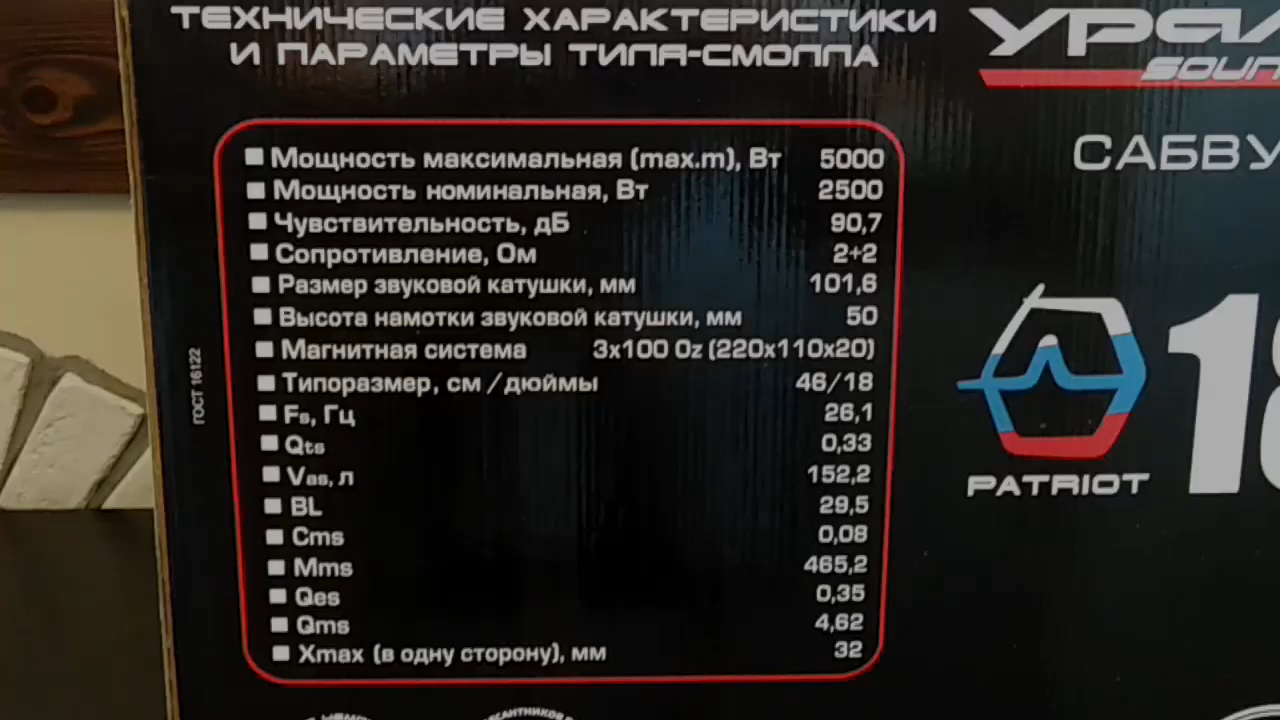 ТЕХНИЧЕСКИЕ ХАРАКТЕРИСТИКИ
И ПАРАМЕТРЫ ТИЛЯ-СМОЛЛА
Мощность максимальная (max.m), Вт 5000
Мощность номинальная, Вт 2500
Чувствительность, дБ 90,7
Сопротивление, Ом 2+2
Размер звуковой катушки, мм 101,6
Высота намотки звуковой катушки, мм 50
Магнитная система 3x100 Oz (220x110x20)
Типоразмер, см /дюймы 46/18
Fs, Гц 26,1
Qts 0,33
Vas, л 152,2
BL 29,5
Cms 0,08
Mms 465,2
Qes 0,35
Qms 4,62
Xmax (в одну сторону), мм 32
ГОСТ 16122
УРАЛ
SOUN
САБВУ
PATRIOT
18